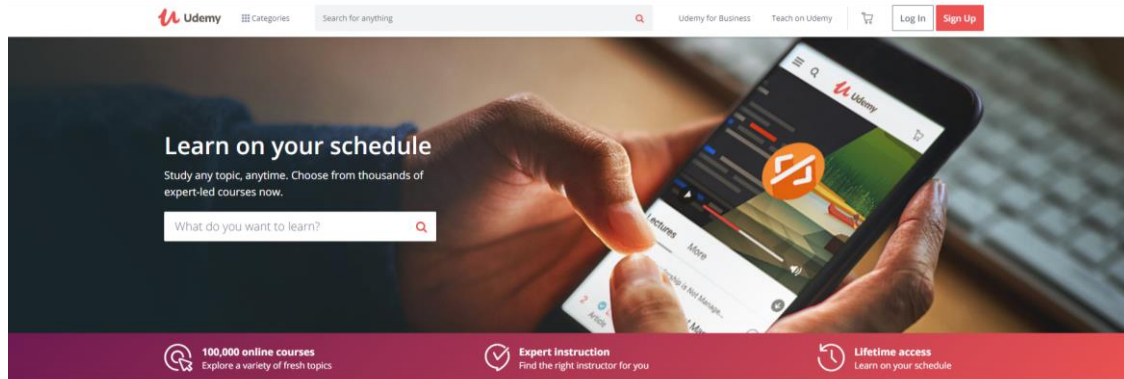 Udemy
Categories
Search for anything
Udemy for Business
Teach on Udemy
Log In
Sign Up
Udemy
Learn on your schedule
Study any topic, anytime. Choose from thousands of
expert-led courses now.
What do you want to learn?
Lectures More
2
Article
100,000 online courses
Explore a variety of fresh topics
Expert instruction
Find the right instructor for you
Lifetime access
Learn on your schedule